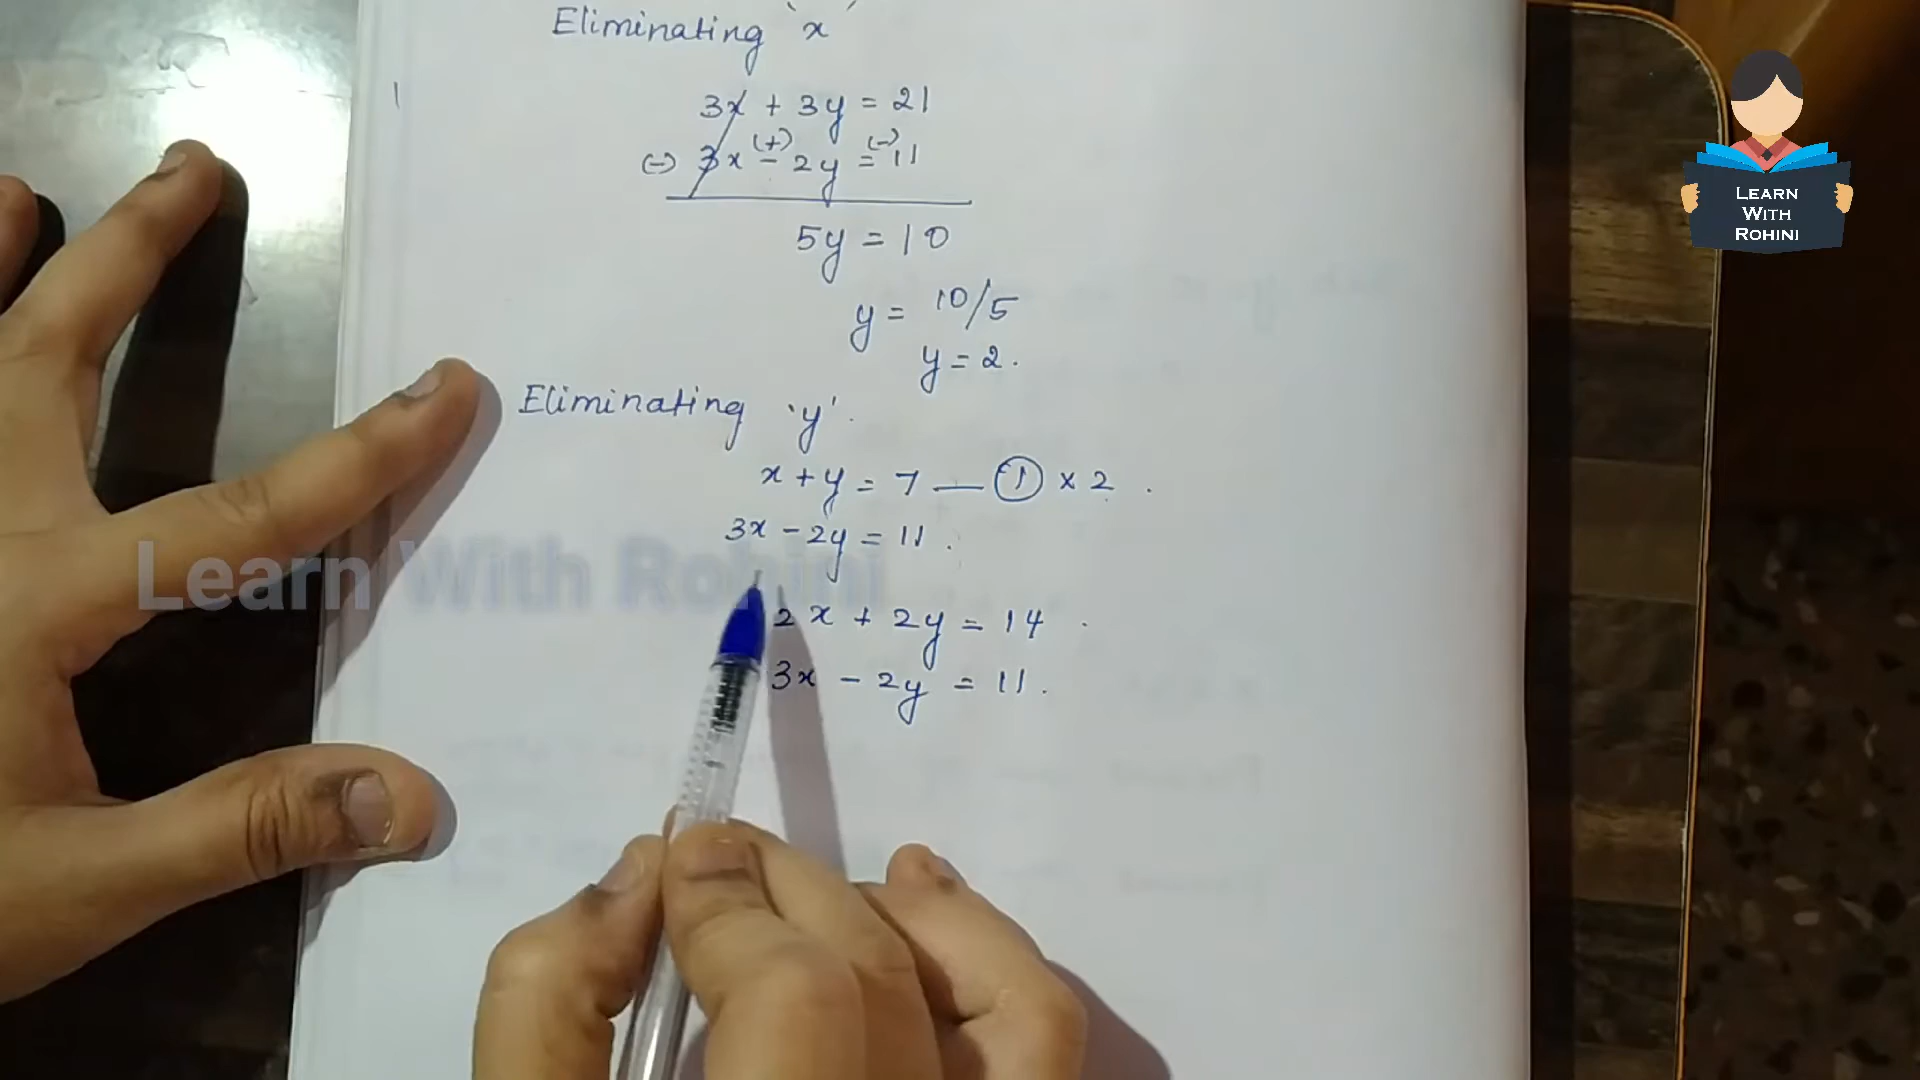 Eliminating 'x'
3x + 3y = 21
(-) 3x (+) - 2y = (-) 11
5y = 10
y = 10/5
y = 2.
Eliminating 'y'.
x + y = 7 — ① × 2 .
3x - 2y = 11 .
2x + 2y = 14 .
3x - 2y = 11 .
Learn With Rohini
LEARN
WITH
ROHINI